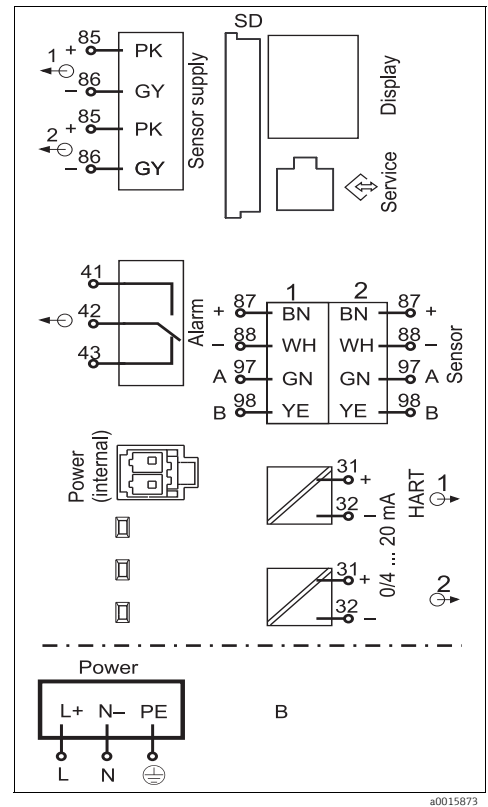 SD
85
1 + PK
86
– GY
85
2 + PK
86
– GY
Sensor supply
Display
Service
41
42
43
Alarm
1 2
+ 87 BN BN 87 +
– 88 WH WH 88 –
A 97 GN GN 97 A
B 98 YE YE 98 B
Sensor
Power
(internal)
31 +
32 –
31 +
32 –
0/4 ... 20 mA
HART
1
2
Power
L+ N– PE
B
L N
a0015873